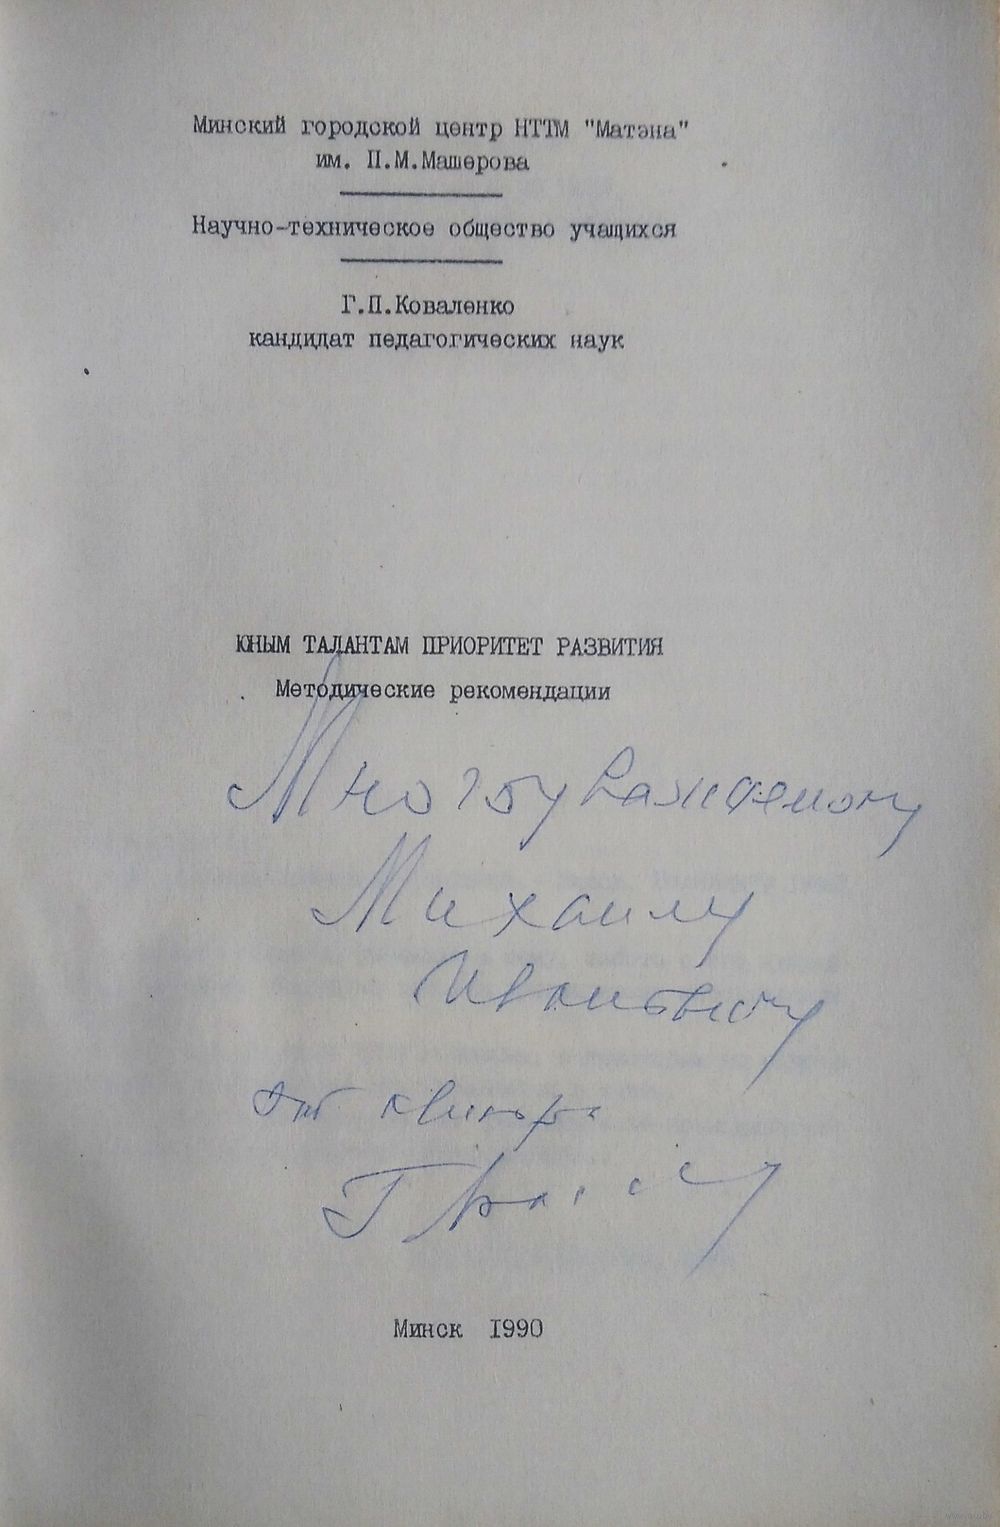 Минский городской центр НТТМ "Матэна"
им. П.М.Машерова
Научно-техническое общество учащихся
Г.П.Коваленко
кандидат педагогических наук
ЮНЫМ ТАЛАНТАМ ПРИОРИТЕТ РАЗВИТИЯ
Методические рекомендации
Многоуважаемому
Михаилу
Ивановичу
от автора
Минск 1990